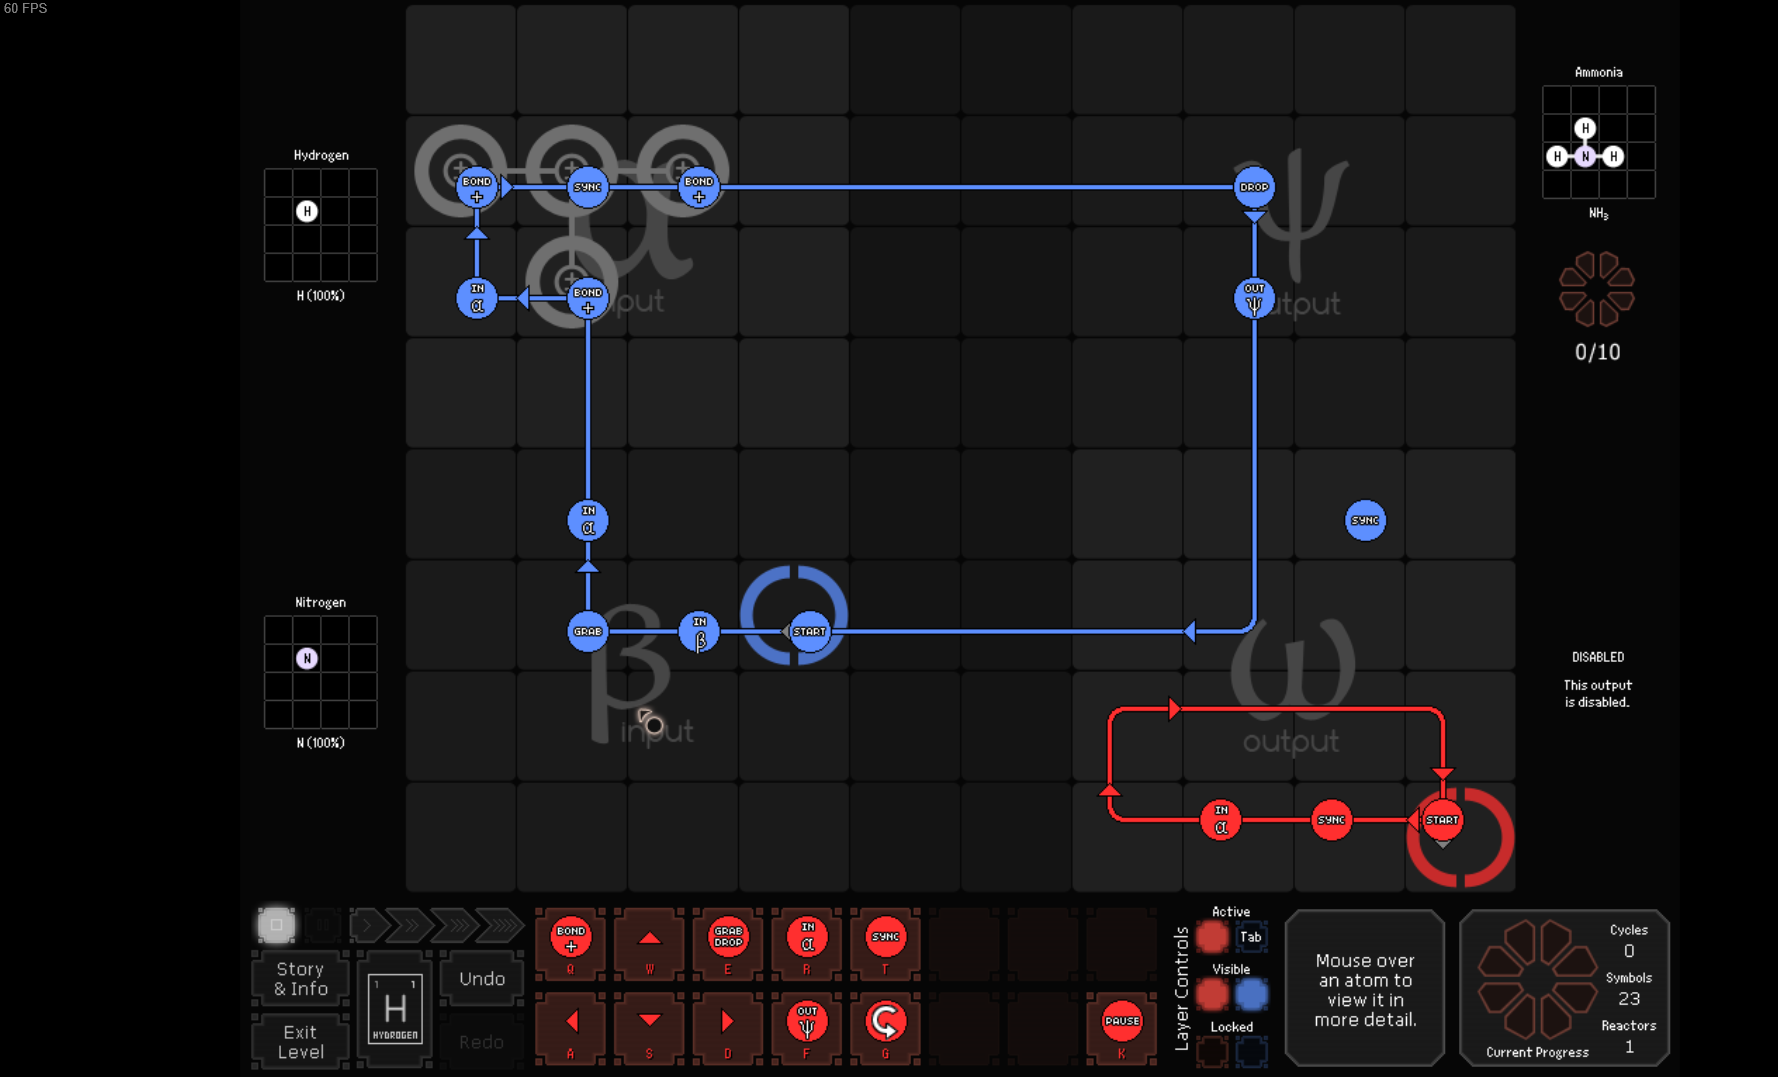 60 FPS
Ammonia
Hydrogen
H
H
H N H
H (100%)
NH₃
α
input
ψ
output
BOND +
SYNC
BOND +
DROP
IN α
BOND +
OUT ψ
0/10
IN α
SYNC
Nitrogen
N
N (100%)
GRAB
IN β
START
β
input
ω
output
DISABLED
This output
is disabled.
IN α
SYNC
START
Story
& Info
Exit
Level
1 1
H
HYDROGEN
Undo
Redo
BOND +
Q
W
GRAB DROP
E
IN α
R
SYNC
T
A
S
D
OUT ψ
F
G
PAUSE
K
Layer Controls
Active
Tab
Visible
Locked
Mouse over
an atom to
view it in
more detail.
Cycles
0
Symbols
23
Reactors
1
Current Progress